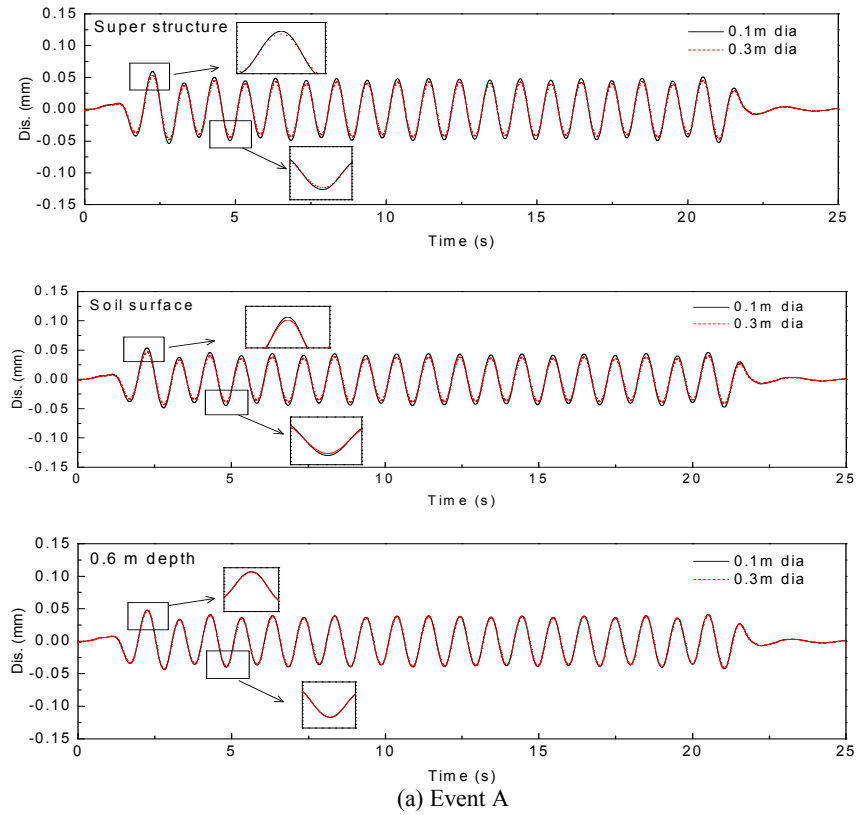 Super structure
0.1m dia
0.3m dia
0.15
0.10
0.05
0.00
-0.05
-0.10
-0.15
Dis. (mm)
0 5 10 15 20 25
Time (s)
Soil surface
0.1m dia
0.3m dia
0.15
0.10
0.05
0.00
-0.05
-0.10
-0.15
Dis. (mm)
0 5 10 15 20 25
Time (s)
0.6 m depth
0.1m dia
0.3m dia
0.15
0.10
0.05
0.00
-0.05
-0.10
-0.15
Dis. (mm)
0 5 10 15 20 25
Time (s)
(a) Event A